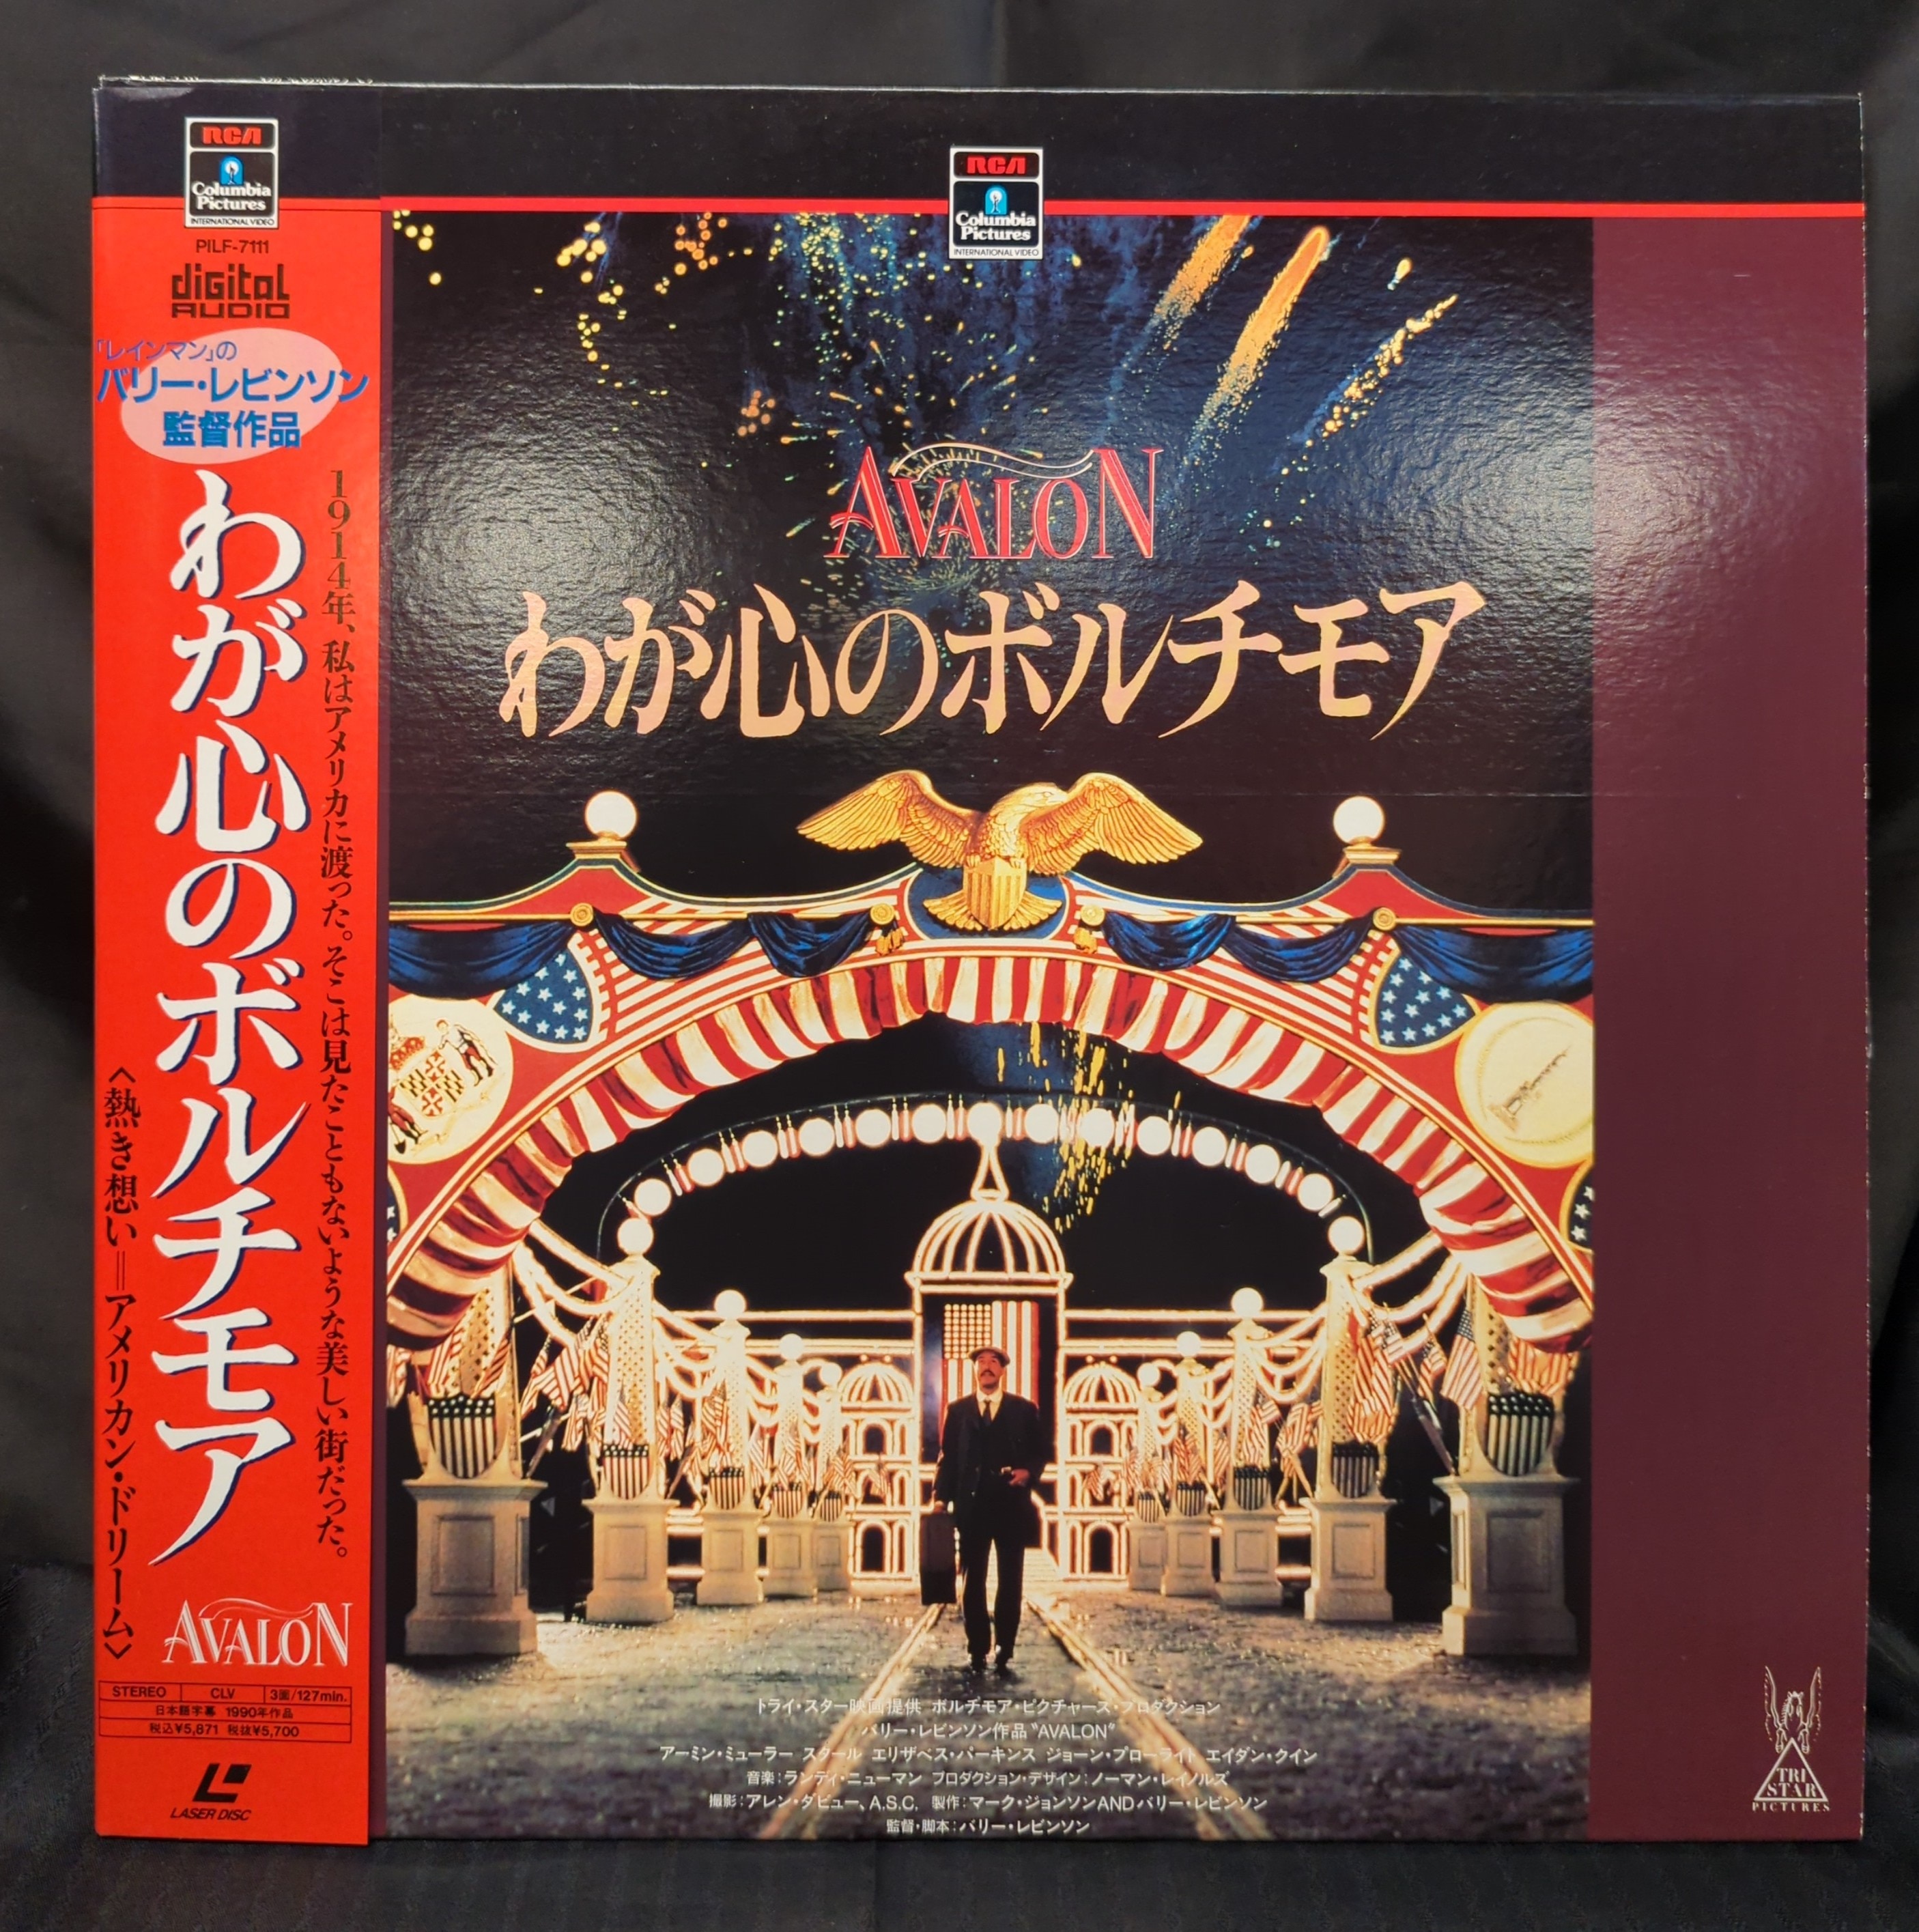 RCA
Columbia
Pictures
INTERNATIONAL VIDEO
PILF-7111
digital
AUDIO
「レインマン」の
バリー・レビンソン
監督作品
1914年、私はアメリカに渡った。そこは見たこともないような美しい街だった。
わが心のボルチモア
〈熱き想い=アメリカン・ドリーム〉
AVALON
STEREO CLV 3面/127min.
日本語字幕 1990年作品
税込¥5,871 税抜¥5,700
LASER DISC
RCA
Columbia
Pictures
INTERNATIONAL VIDEO
AVALON
わが心のボルチモア
トライ・スター映画提供 ボルチモア・ピクチャース・プロダクション
バリー・レビンソン作品 "AVALON"
アーミン・ミューラー スタール エリザベス・パーキンス ジョーン・プローライト エイダン・クイン
音楽:ランディ・ニューマン プロダクション・デザイン:ノーマン・レイノルズ
撮影:アレン・ダビュー、A.S.C. 製作:マーク・ジョンソンANDバリー・レビンソン
監督・脚本:バリー・レビンソン
TRI
STAR
PICTURES